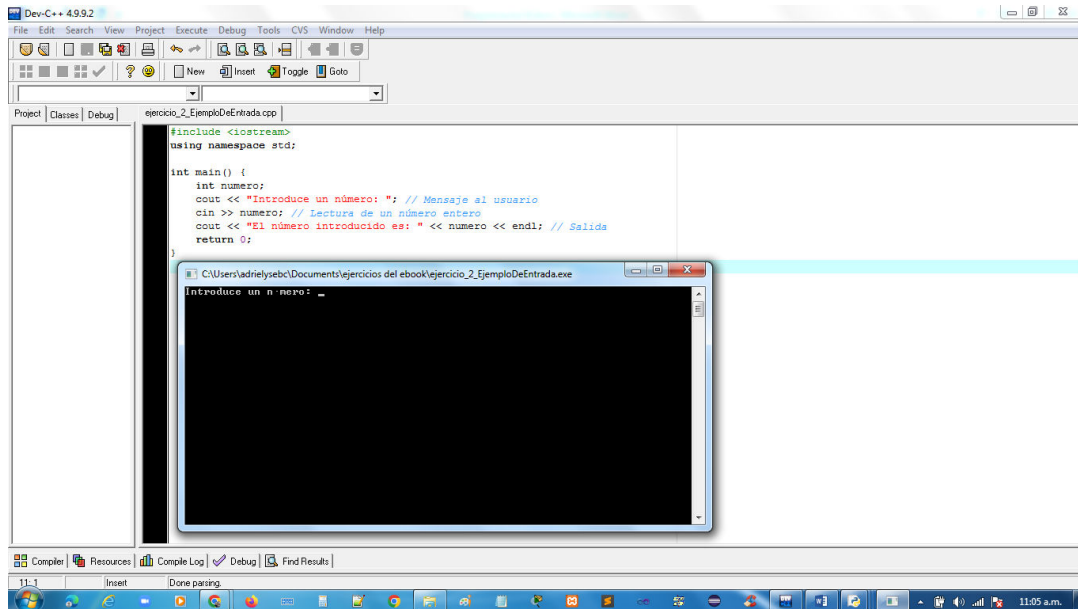 Dev-C++ 4.9.9.2
File Edit Search View Project Execute Debug Tools CVS Window Help
New Insert Toggle Goto
Project Classes Debug ejercicio_2_EjemploDeEntrada.cpp
#include <iostream>
using namespace std;
int main() {
int numero;
cout << "Introduce un número: "; // Mensaje al usuario
cin >> numero; // Lectura de un número entero
cout << "El número introducido es: " << numero << endl; // Salida
return 0;
}
C:\Users\adrielysebc\Documents\ejercicios del ebook\ejercicio_2_EjemploDeEntrada.exe
Introduce un n·mero: _
Compiler Resources Compile Log Debug Find Results
11: 1 Insert Done parsing.
11:05 a.m.